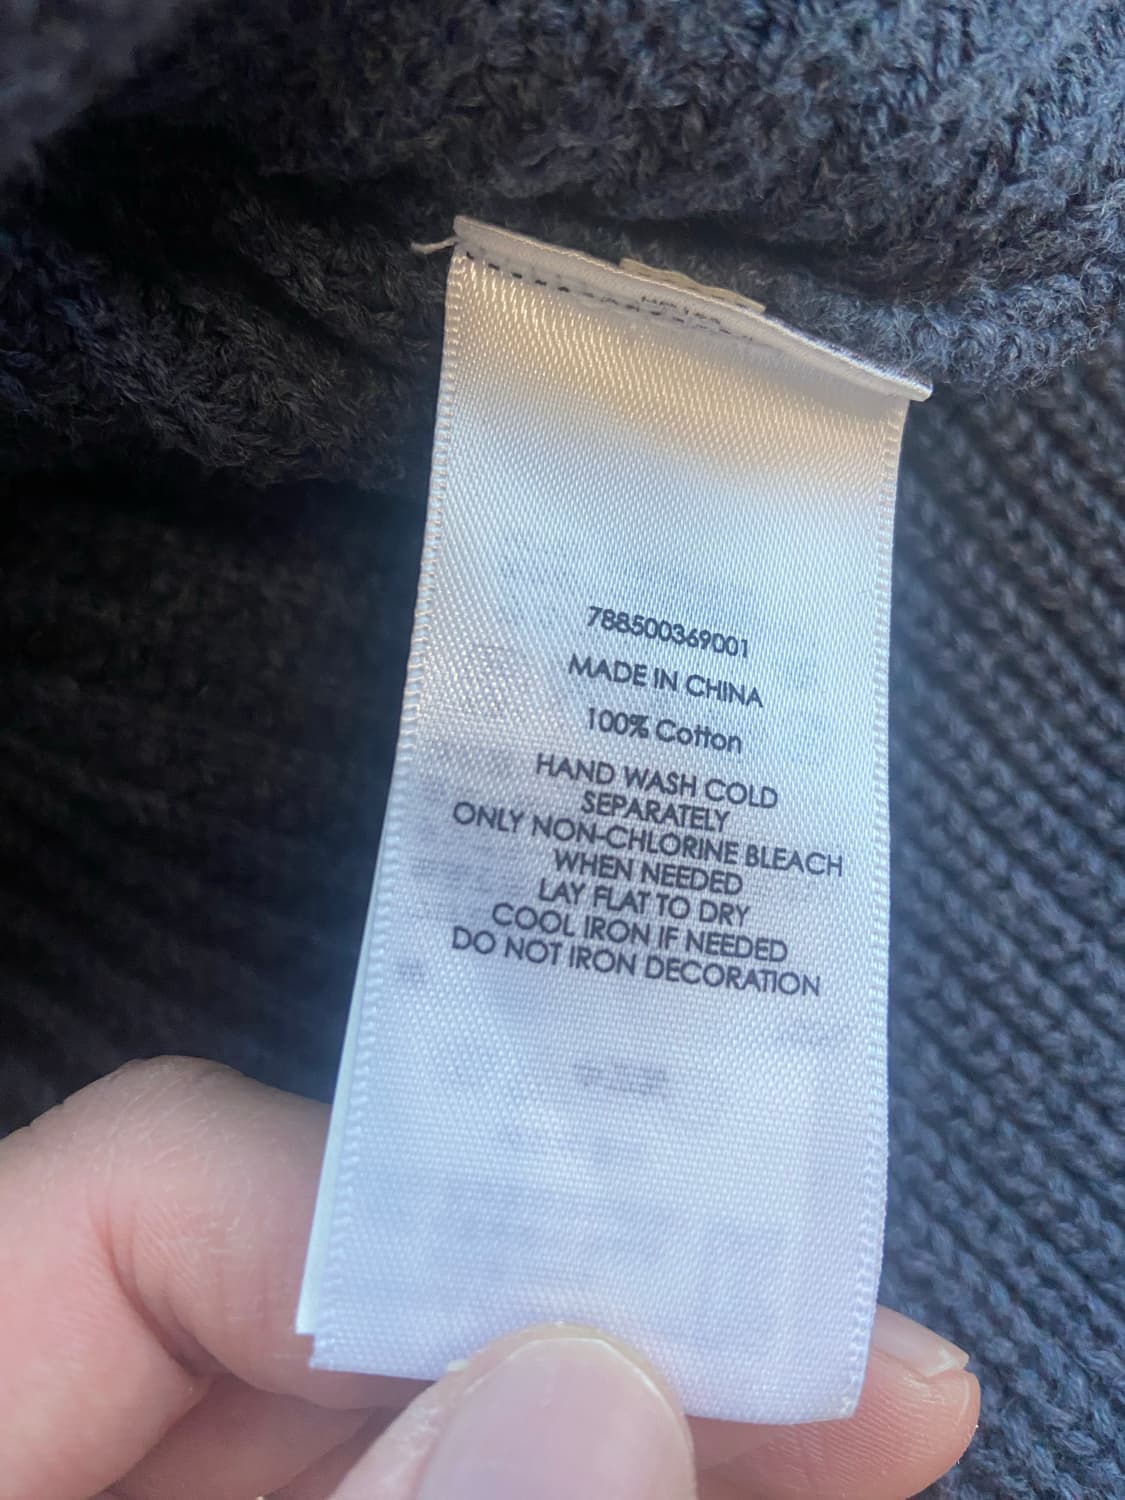 788500369001
MADE IN CHINA
100% Cotton
HAND WASH COLD
SEPARATELY
ONLY NON-CHLORINE BLEACH
WHEN NEEDED
LAY FLAT TO DRY
COOL IRON IF NEEDED
DO NOT IRON DECORATION